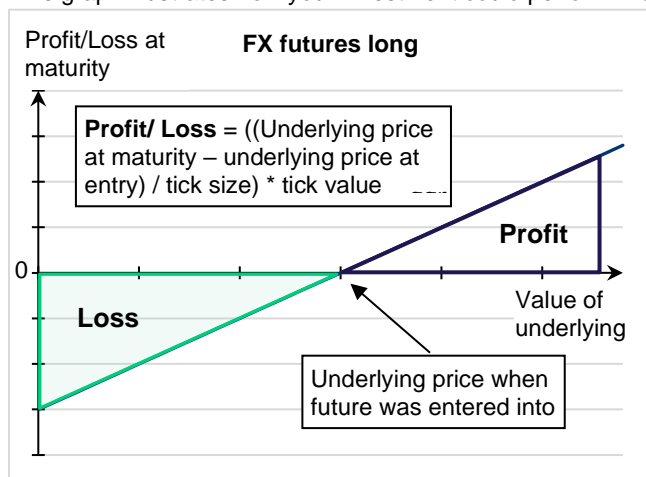 Profit/Loss at
maturity
FX futures long
Profit/ Loss = ((Underlying price
at maturity – underlying price at
entry) / tick size) * tick value
Profit
0
Value of
underlying
Loss
Underlying price when
future was entered into